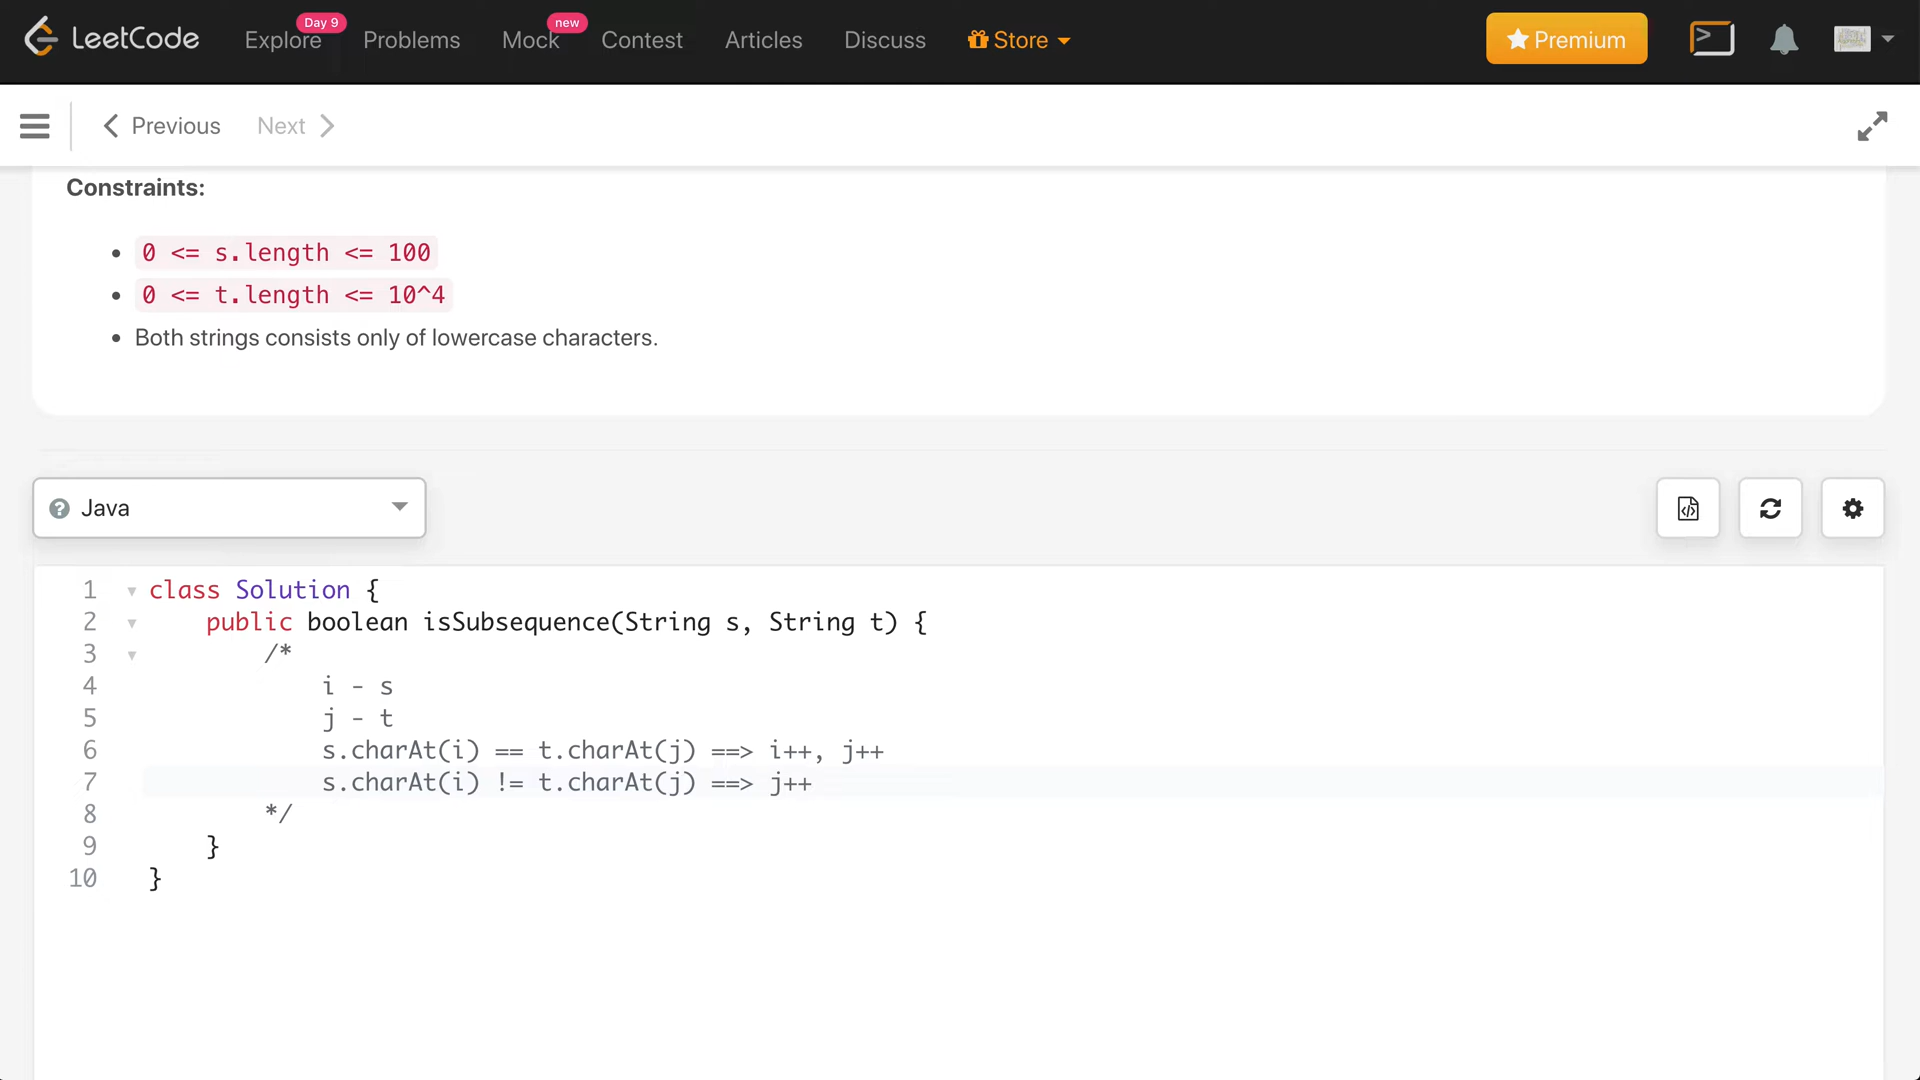 LeetCode Explore Day 9 Problems Mock new Contest Articles Discuss Store Premium
Previous Next
Constraints:
0 <= s.length <= 100
0 <= t.length <= 10^4
Both strings consists only of lowercase characters.
Java
1 class Solution {
2 public boolean isSubsequence(String s, String t) {
3 /*
4 i - s
5 j - t
6 s.charAt(i) == t.charAt(j) ==> i++, j++
7 s.charAt(i) != t.charAt(j) ==> j++
8 */
9 }
10 }